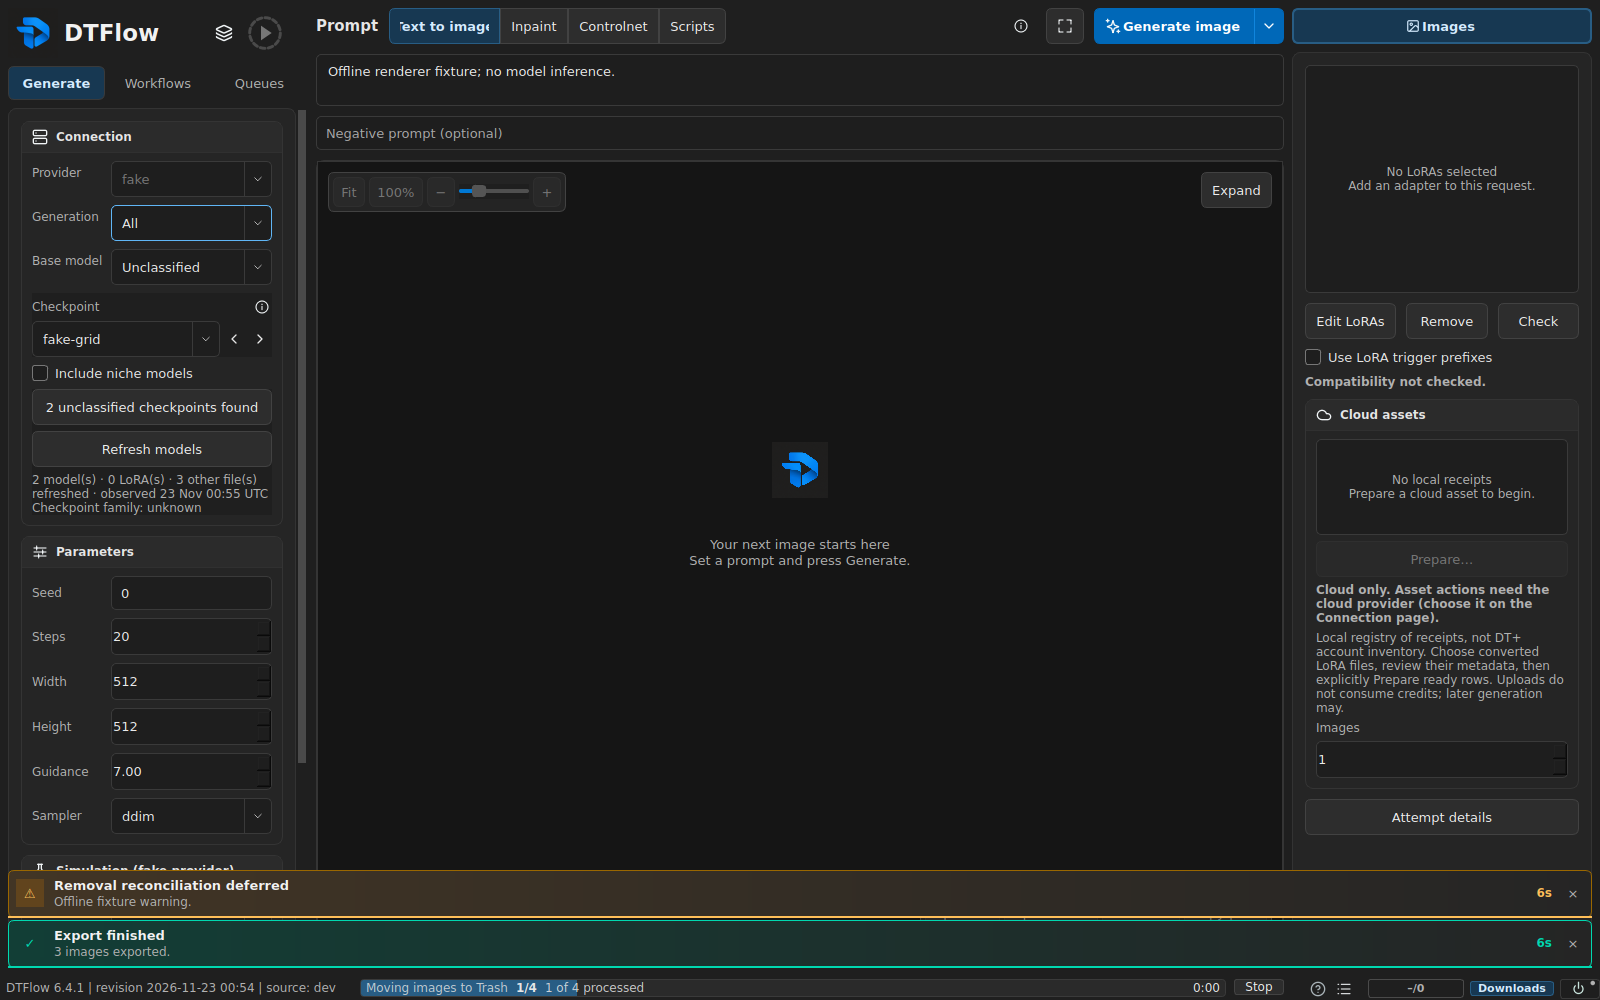 DTFlow
Generate
Workflows
Queues
Connection
Provider
fake
Generation
All
Base model
Unclassified
Checkpoint
fake-grid
Include niche models
2 unclassified checkpoints found
Refresh models
2 model(s) · 0 LoRA(s) · 3 other file(s)
refreshed · observed 23 Nov 00:55 UTC
Checkpoint family: unknown
Parameters
Seed
0
Steps
20
Width
512
Height
512
Guidance
7.00
Sampler
ddim
Simulation (fake provider)
Prompt
Text to image
Inpaint
Controlnet
Scripts
Generate image
Offline renderer fixture; no model inference.
Negative prompt (optional)
Fit
100%
−
+
Expand
Your next image starts here
Set a prompt and press Generate.
Images
No LoRAs selected
Add an adapter to this request.
Edit LoRAs
Remove
Check
Use LoRA trigger prefixes
Compatibility not checked.
Cloud assets
No local receipts
Prepare a cloud asset to begin.
Prepare...
Cloud only. Asset actions need the
cloud provider (choose it on the
Connection page).
Local registry of receipts, not DT+
account inventory. Choose converted
LoRA files, review their metadata, then
explicitly Prepare ready rows. Uploads do
not consume credits; later generation
may.
Images
1
Attempt details
Removal reconciliation deferred
Offline fixture warning.
6s
Export finished
3 images exported.
6s
DTFlow 6.4.1 | revision 2026-11-23 00:54 | source: dev
Moving images to Trash 1/4 1 of 4 processed
0:00
Stop
–/0
Downloads